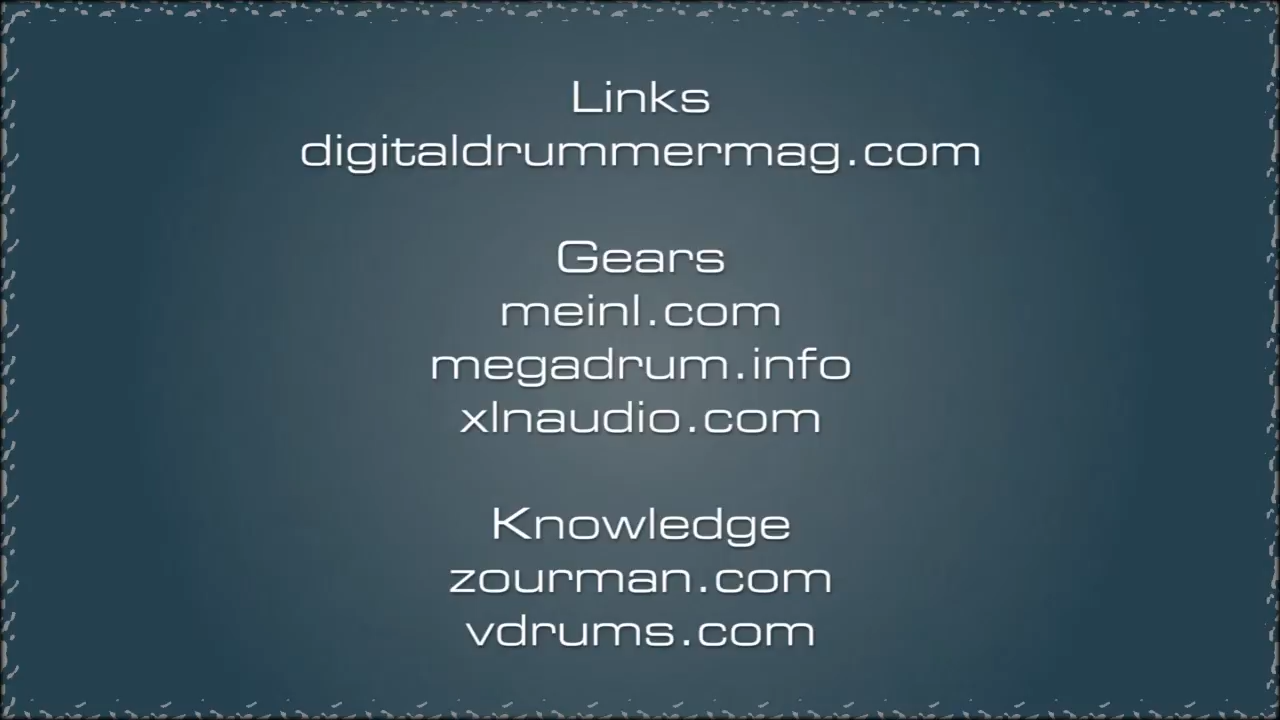 Links
digitaldrummermag.com
Gears
meinl.com
megadrum.info
xlnaudio.com
Knowledge
zourman.com
vdrums.com